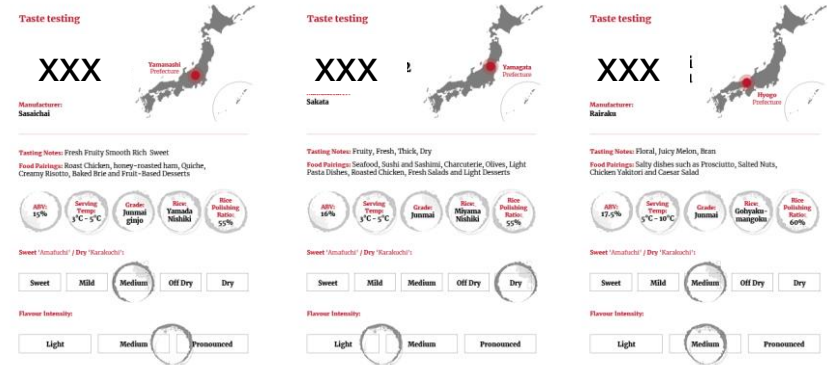 Taste testing
XXX
Yamanashi
Prefecture
Manufacturer:
Sasaichai
Tasting Notes: Fresh Fruity Smooth Rich Sweet
Food Pairings: Roast Chicken, honey-roasted ham, Quiche,
Creamy Risotto, Baked Brie and Fruit-Based Desserts
ABV:
15%
Serving
Temp:
3°C - 5°C
Grade:
Junmai
ginjo
Rice:
Yamada
Nishiki
Rice
Polishing
Ratio:
55%
Sweet 'Amafuchi' / Dry 'Karakochi':
Sweet Mild Medium Off Dry Dry
Flavour Intensity:
Light Medium Pronounced
Taste testing
XXX
Yamagata
Prefecture
Sakata
Tasting Notes: Fruity, Fresh, Thick, Dry
Food Pairings: Seafood, Sushi and Sashimi, Charcuterie, Olives, Light
Pasta Dishes, Roasted Chicken, Fresh Salads and Light Desserts
ABV:
16%
Serving
Temp:
3°C - 5°C
Grade:
Junmai
Rice:
Miyama
Nishiki
Rice
Polishing
Ratio:
55%
Sweet 'Amafuchi' / Dry 'Karakochi':
Sweet Mild Medium Off Dry Dry
Flavour Intensity:
Light Medium Pronounced
Taste testing
XXX
Hyogo
Prefecture
Manufacturer:
Rairaku
Tasting Notes: Floral, Juicy Melon, Bran
Food Pairings: Salty dishes such as Prosciutto, Salted Nuts,
Chicken Yakitori and Caesar Salad
ABV:
17.5%
Serving
Temp:
5°C - 10°C
Grade:
Junmai
Rice:
Gohyaku-
mangoku
Rice
Polishing
Ratio:
60%
Sweet 'Amafuchi' / Dry 'Karakochi':
Sweet Mild Medium Off Dry Dry
Flavour Intensity:
Light Medium Pronounced